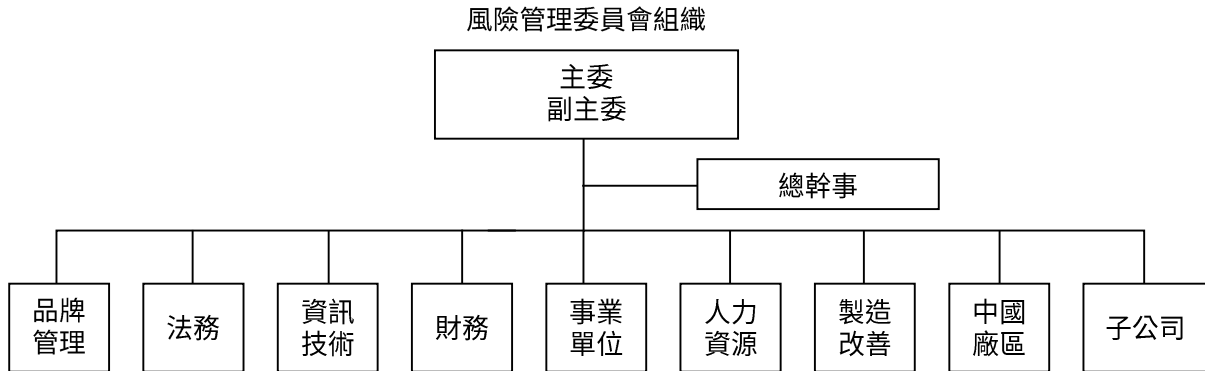 風險管理委員會組織
主委
副主委
總幹事
品牌
管理
法務
資訊
技術
財務
事業
單位
人力
資源
製造
改善
中國
廠區
子公司